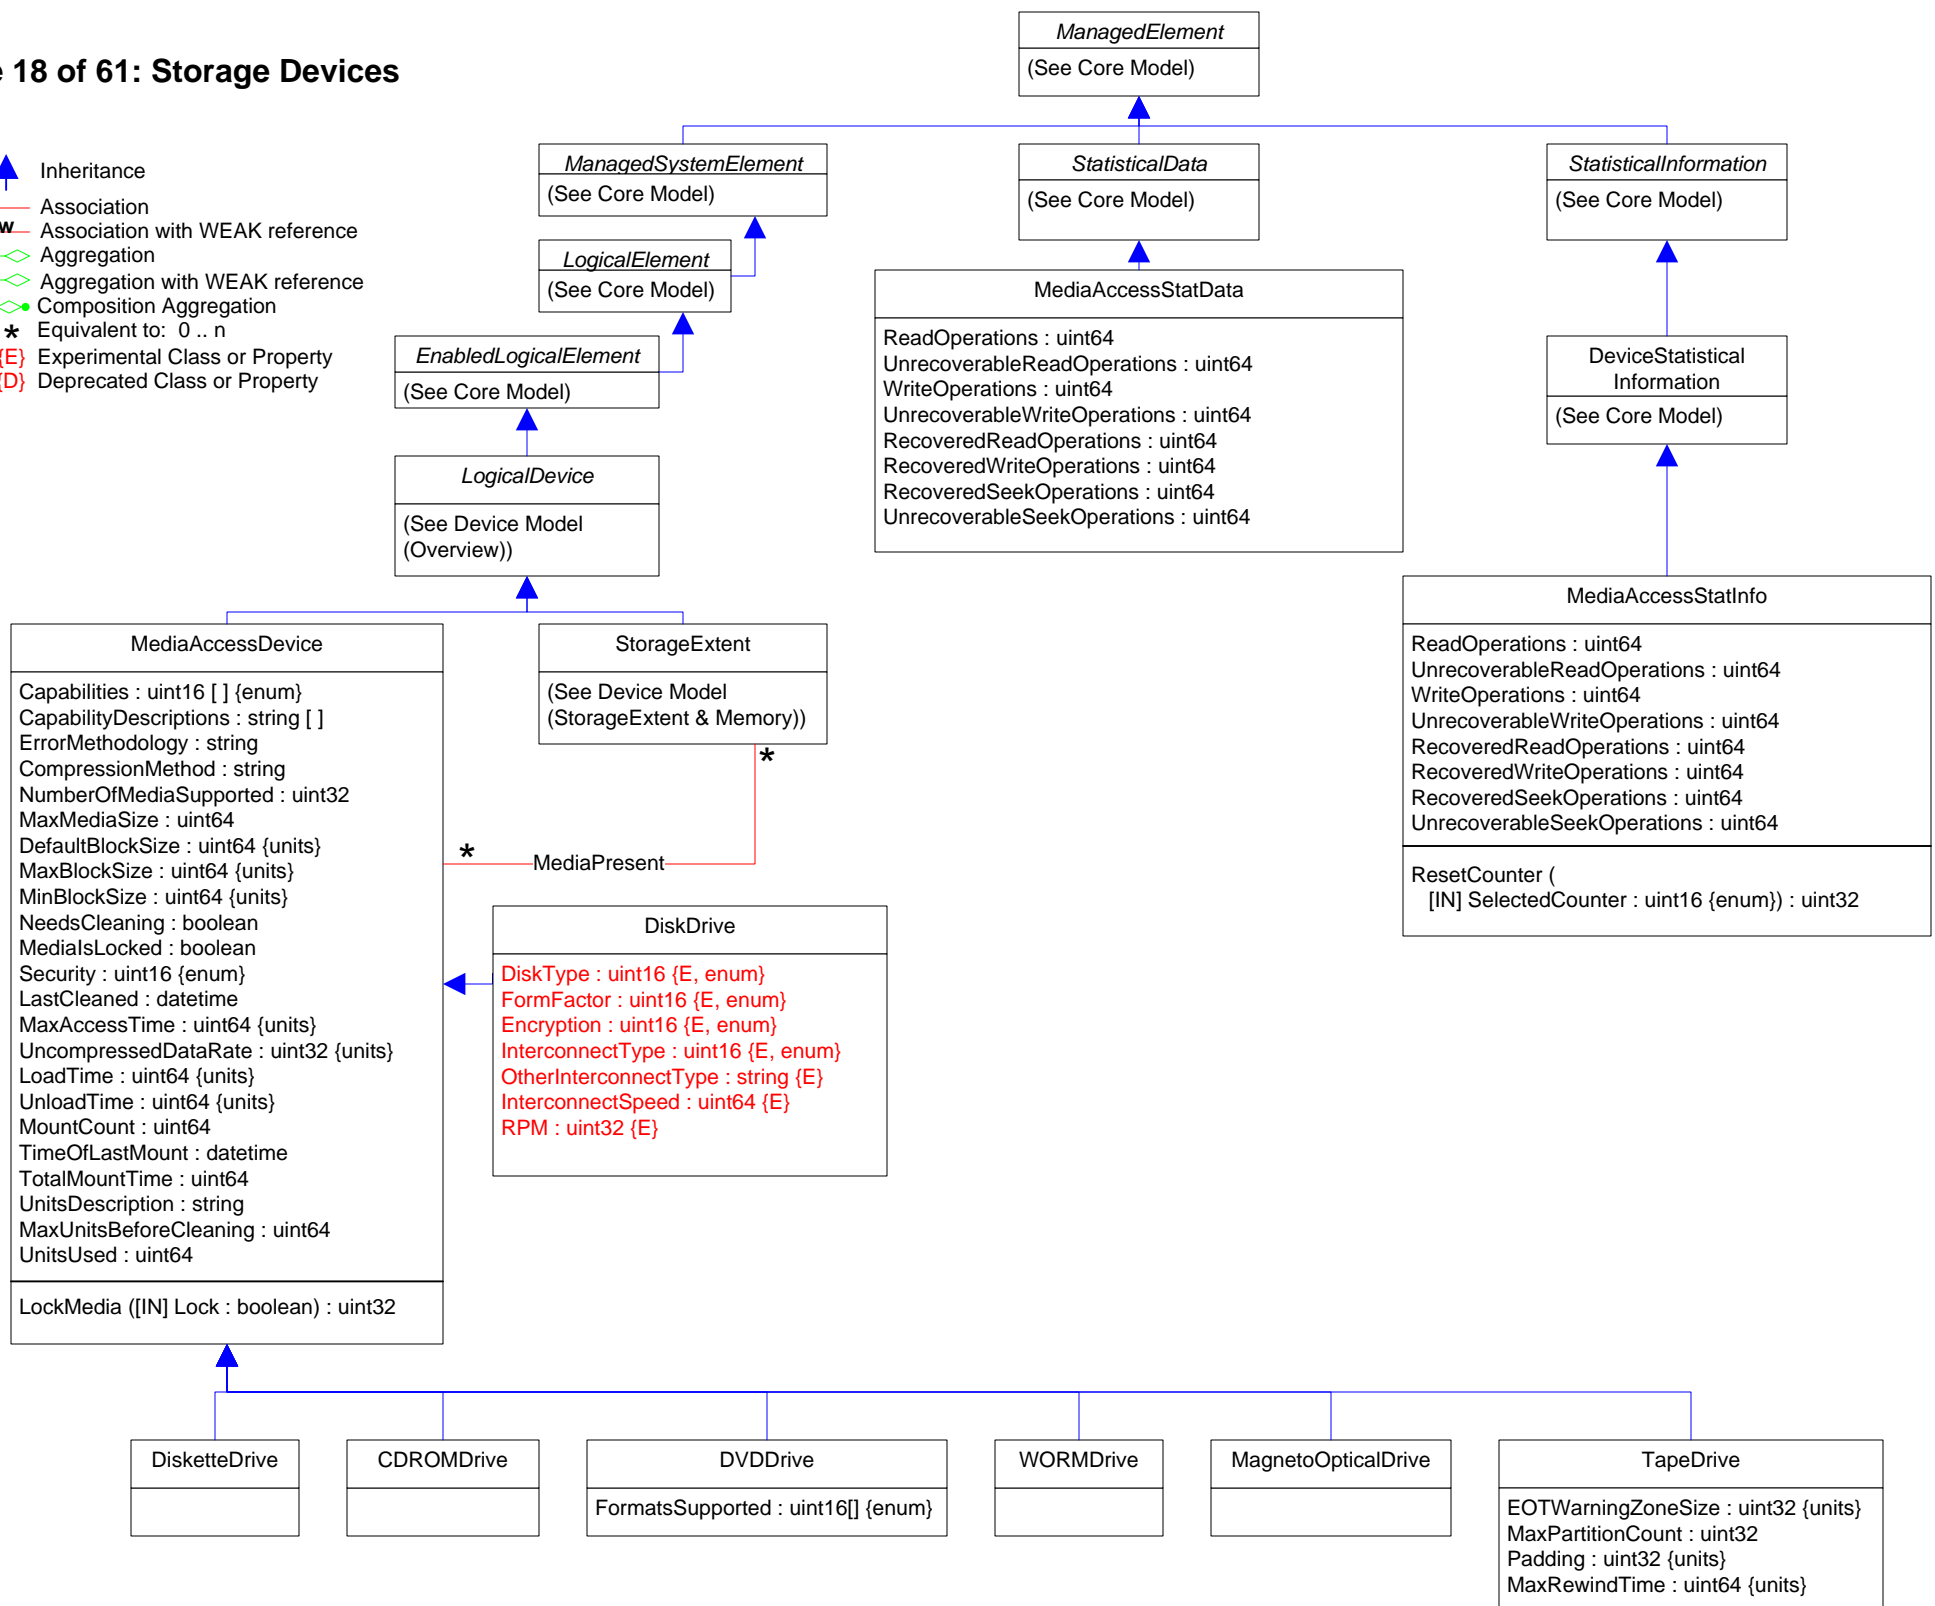 e 18 of 61: Storage Devices
Inheritance
Association
w Association with WEAK reference
Aggregation
Aggregation with WEAK reference
Composition Aggregation
* Equivalent to: 0 .. n
{E} Experimental Class or Property
{D} Deprecated Class or Property
ManagedElement
(See Core Model)
ManagedSystemElement
(See Core Model)
StatisticalData
(See Core Model)
StatisticalInformation
(See Core Model)
LogicalElement
(See Core Model)
EnabledLogicalElement
(See Core Model)
LogicalDevice
(See Device Model
(Overview))
MediaAccessStatData
ReadOperations : uint64
UnrecoverableReadOperations : uint64
WriteOperations : uint64
UnrecoverableWriteOperations : uint64
RecoveredReadOperations : uint64
RecoveredWriteOperations : uint64
RecoveredSeekOperations : uint64
UnrecoverableSeekOperations : uint64
DeviceStatistical
Information
(See Core Model)
MediaAccessStatInfo
ReadOperations : uint64
UnrecoverableReadOperations : uint64
WriteOperations : uint64
UnrecoverableWriteOperations : uint64
RecoveredReadOperations : uint64
RecoveredWriteOperations : uint64
RecoveredSeekOperations : uint64
UnrecoverableSeekOperations : uint64
ResetCounter (
[IN] SelectedCounter : uint16 {enum}) : uint32
MediaAccessDevice
Capabilities : uint16 [ ] {enum}
CapabilityDescriptions : string [ ]
ErrorMethodology : string
CompressionMethod : string
NumberOfMediaSupported : uint32
MaxMediaSize : uint64
DefaultBlockSize : uint64 {units}
MaxBlockSize : uint64 {units}
MinBlockSize : uint64 {units}
NeedsCleaning : boolean
MediaIsLocked : boolean
Security : uint16 {enum}
LastCleaned : datetime
MaxAccessTime : uint64 {units}
UncompressedDataRate : uint32 {units}
LoadTime : uint64 {units}
UnloadTime : uint64 {units}
MountCount : uint64
TimeOfLastMount : datetime
TotalMountTime : uint64
UnitsDescription : string
MaxUnitsBeforeCleaning : uint64
UnitsUsed : uint64
LockMedia ([IN] Lock : boolean) : uint32
StorageExtent
(See Device Model
(StorageExtent & Memory))
*
* MediaPresent
DiskDrive
DiskType : uint16 {E, enum}
FormFactor : uint16 {E, enum}
Encryption : uint16 {E, enum}
InterconnectType : uint16 {E, enum}
OtherInterconnectType : string {E}
InterconnectSpeed : uint64 {E}
RPM : uint32 {E}
DisketteDrive
CDROMDrive
DVDDrive
FormatsSupported : uint16[] {enum}
WORMDrive
MagnetoOpticalDrive
TapeDrive
EOTWarningZoneSize : uint32 {units}
MaxPartitionCount : uint32
Padding : uint32 {units}
MaxRewindTime : uint64 {units}